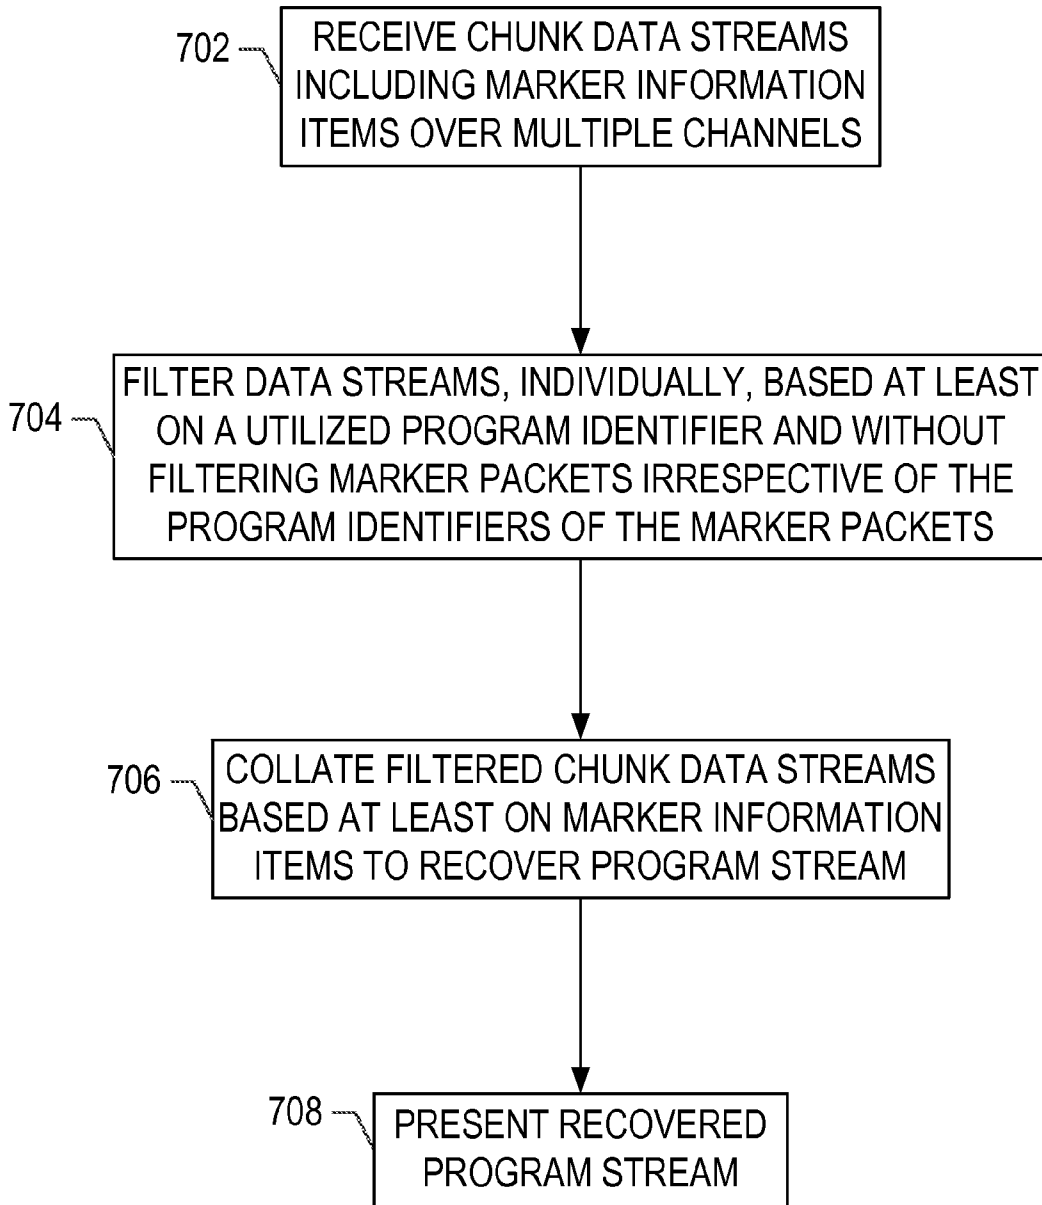 702
RECEIVE CHUNK DATA STREAMS
INCLUDING MARKER INFORMATION
ITEMS OVER MULTIPLE CHANNELS
704
FILTER DATA STREAMS, INDIVIDUALLY, BASED AT LEAST
ON A UTILIZED PROGRAM IDENTIFIER AND WITHOUT
FILTERING MARKER PACKETS IRRESPECTIVE OF THE
PROGRAM IDENTIFIERS OF THE MARKER PACKETS
706
COLLATE FILTERED CHUNK DATA STREAMS
BASED AT LEAST ON MARKER INFORMATION
ITEMS TO RECOVER PROGRAM STREAM
708
PRESENT RECOVERED
PROGRAM STREAM